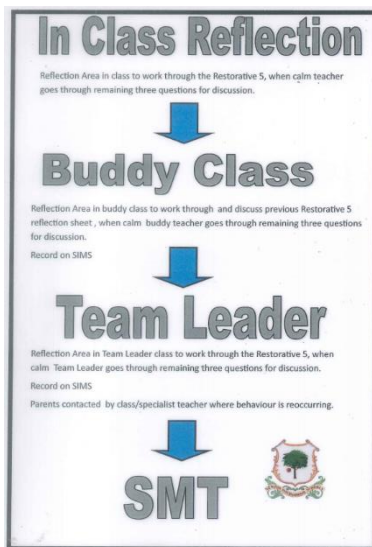 In Class Reflection
Reflection Area in class to work through the Restorative 5, when calm teacher
goes through remaining three questions for discussion.
Buddy Class
Reflection Area in buddy class to work through and discuss previous Restorative 5
reflection sheet , when calm buddy teacher goes through remaining three questions
for discussion.
Record on SIMS
Team Leader
Reflection Area in Team Leader class to work through the Restorative 5, when
calm Team Leader goes through remaining three questions for discussion.
Record on SIMS
Parents contacted by class/specialist teacher where behaviour is reoccurring.
SMT